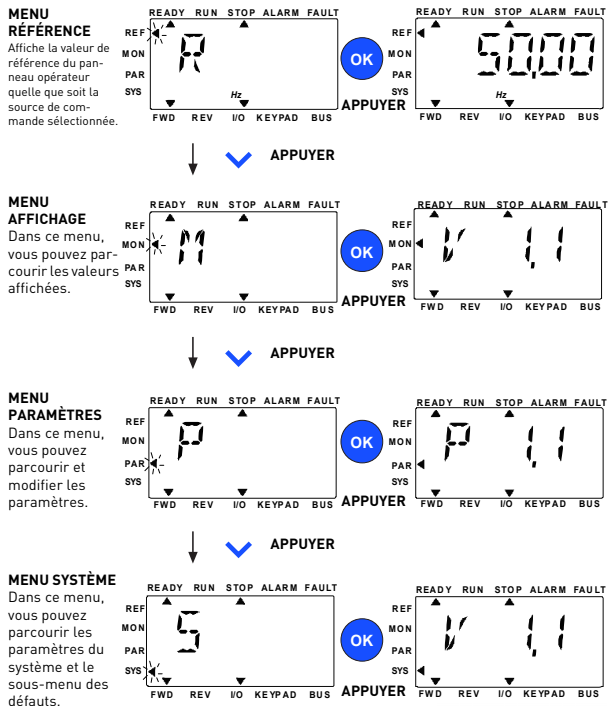 MENU
RÉFÉRENCE
Affiche la valeur de
référence du pan-
neau opérateur
quelle que soit la
source de com-
mande sélectionnée.
READY RUN STOP ALARM FAULT
REF
MON
PAR
SYS
R
Hz
FWD REV I/O KEYPAD BUS
OK
APPUYER
READY RUN STOP ALARM FAULT
REF
MON
PAR
SYS
50,00
Hz
FWD REV I/O KEYPAD BUS
APPUYER
MENU
AFFICHAGE
Dans ce menu,
vous pouvez par-
courir les valeurs
affichées.
READY RUN STOP ALARM FAULT
REF
MON
PAR
SYS
M
FWD REV I/O KEYPAD BUS
OK
APPUYER
READY RUN STOP ALARM FAULT
REF
MON
PAR
SYS
V 1,1
FWD REV I/O KEYPAD BUS
APPUYER
MENU
PARAMÈTRES
Dans ce menu,
vous pouvez
parcourir et
modifier les
paramètres.
READY RUN STOP ALARM FAULT
REF
MON
PAR
SYS
P
FWD REV I/O KEYPAD BUS
OK
APPUYER
READY RUN STOP ALARM FAULT
REF
MON
PAR
SYS
P 1,1
FWD REV I/O KEYPAD BUS
APPUYER
MENU SYSTÈME
Dans ce menu,
vous pouvez
parcourir les
paramètres du
système et le
sous-menu des
défauts.
READY RUN STOP ALARM FAULT
REF
MON
PAR
SYS
S
FWD REV I/O KEYPAD BUS
OK
APPUYER
READY RUN STOP ALARM FAULT
REF
MON
PAR
SYS
V 1,1
FWD REV I/O KEYPAD BUS